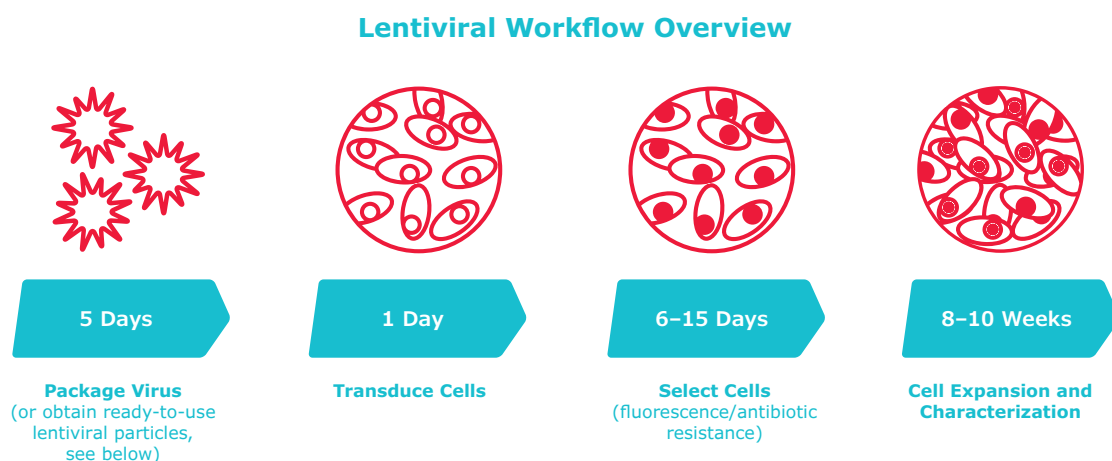 Lentiviral Workflow Overview
5 Days
1 Day
6–15 Days
8–10 Weeks
Package Virus
(or obtain ready-to-use
lentiviral particles,
see below)
Transduce Cells
Select Cells
(fluorescence/antibiotic
resistance)
Cell Expansion and
Characterization